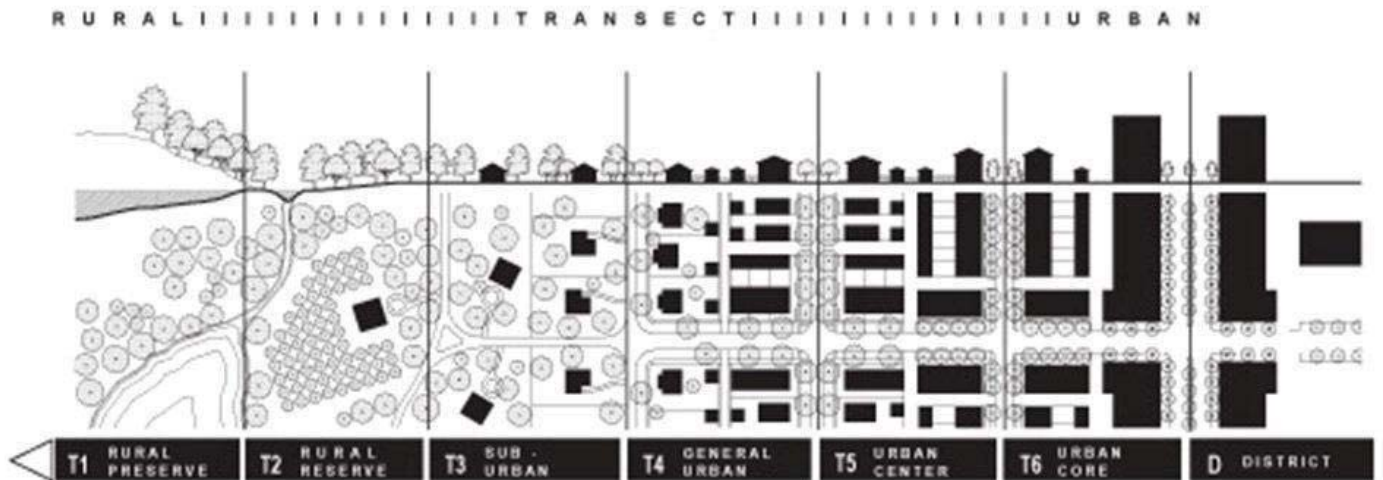 R U R A L I I I I I I I I I I I I I I T R A N S E C T I I I I I I I I I I I I I I I U R B A N
T1 RURAL
PRESERVE
T2 RURAL
RESERVE
T3 SUB -
URBAN
T4 GENERAL
URBAN
T5 URBAN
CENTER
T6 URBAN
CORE
D DISTRICT